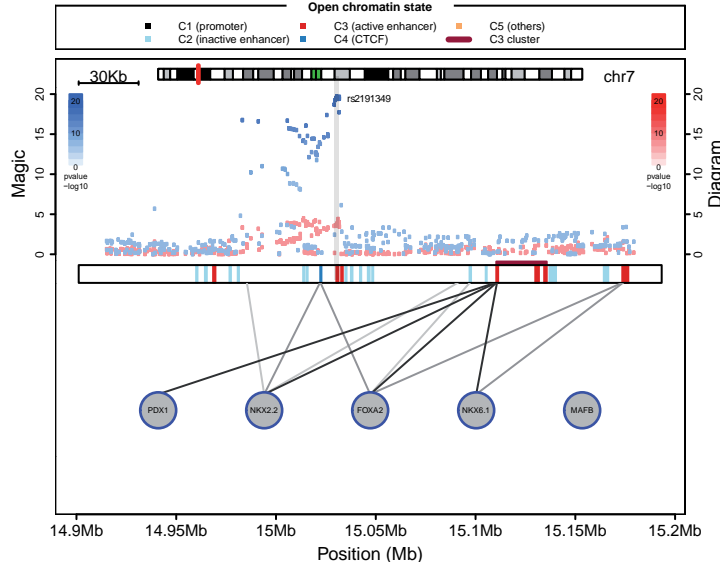 Open chromatin state
C1 (promoter) C3 (active enhancer) C5 (others)
C2 (inactive enhancer) C4 (CTCF) C3 cluster
30Kb chr7
20 20 rs2191349 20 20
15 15
10 10 10 10
0 0
pvalue pvalue
−log10 −log10
5 5
0 0
Magic
Diagram
PDX1 NKX2.2 FOXA2 NKX6.1 MAFB
14.9Mb 14.95Mb 15Mb 15.05Mb 15.1Mb 15.15Mb 15.2Mb
Position (Mb)